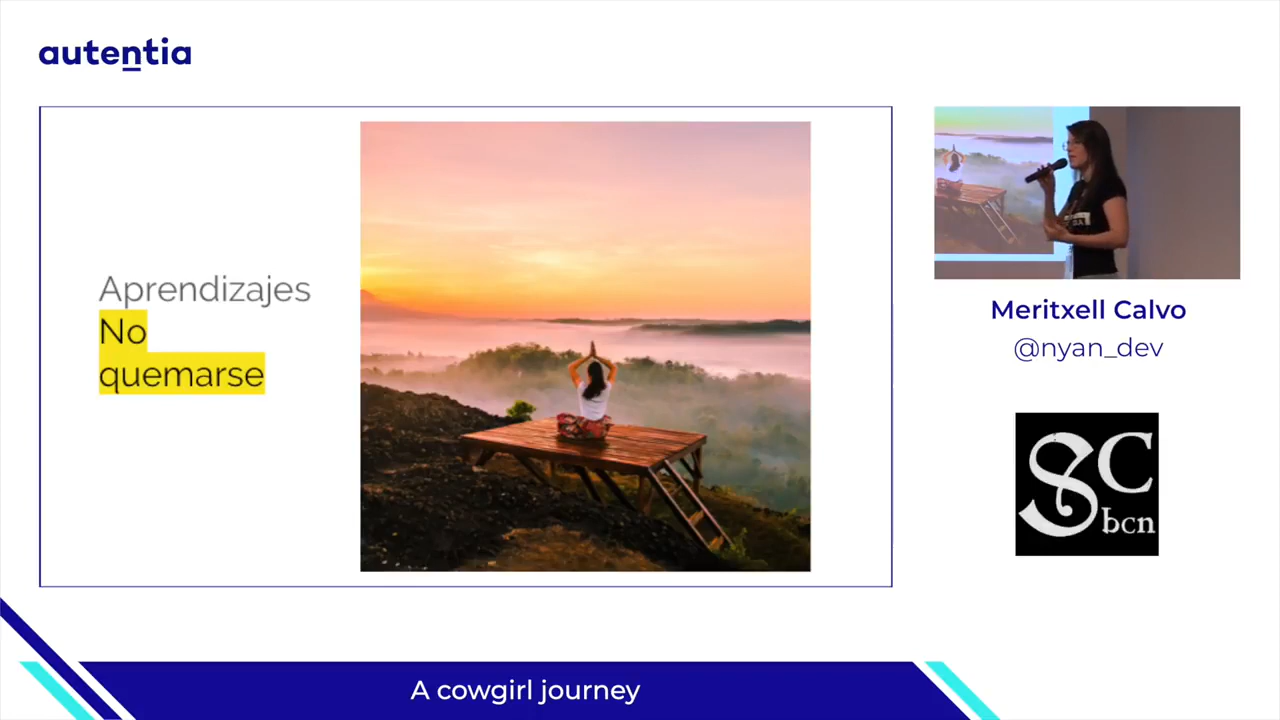 autentia
Aprendizajes
No
quemarse
Meritxell Calvo
@nyan_dev
SC
bcn
A cowgirl journey